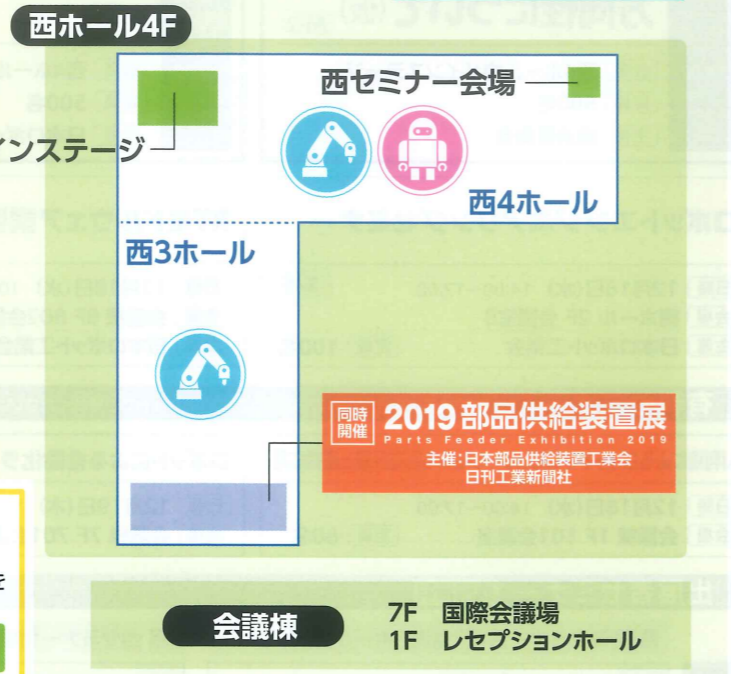 西ホール4F
西セミナー会場
インステージ
西4ホール
西3ホール
同時
開催
2019 部品供給装置展
Parts Feeder Exhibition 2019
主催:日本部品供給装置工業会
日刊工業新聞社
を
会議棟
7F 国際会議場
1F レセプションホール